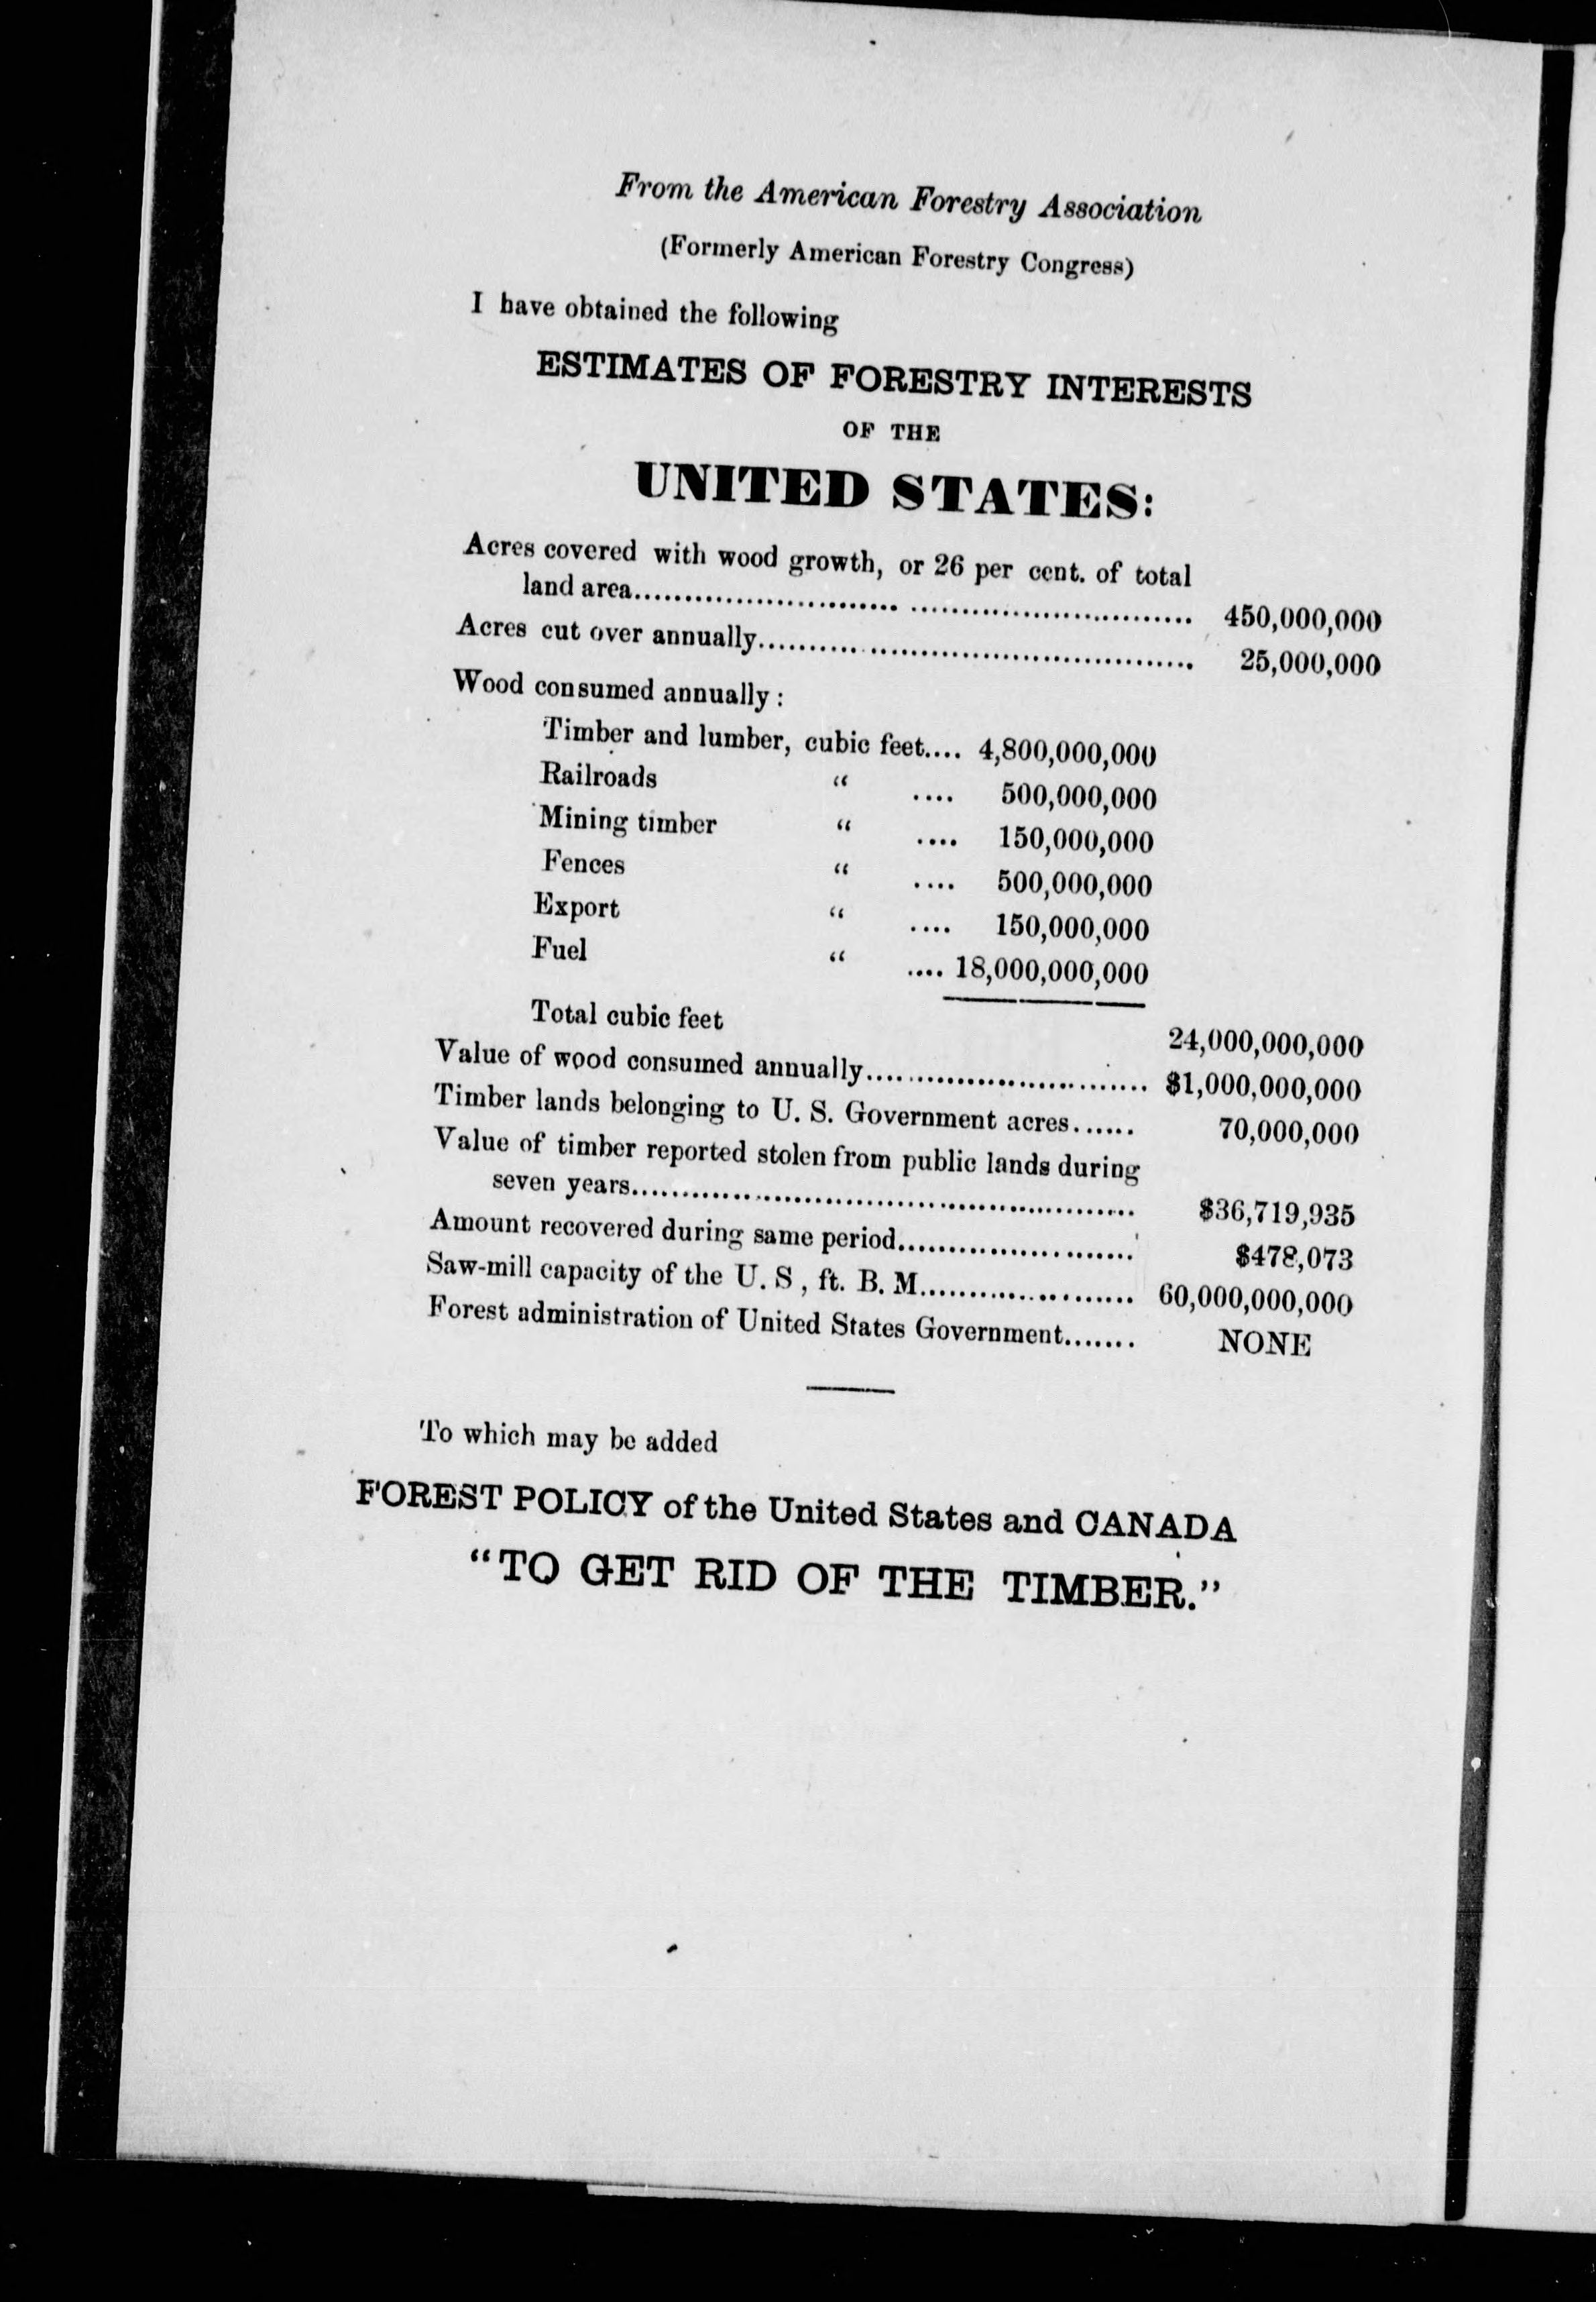 From the American Forestry Association
(Formerly American Forestry Congress)
I have obtained the following
ESTIMATES OF FORESTRY INTERESTS
OF THE
UNITED STATES:
Acres covered with wood growth, or 26 per cent. of total
land area.......................... ............................ 450,000,000
Acres cut over annually........................................... 25,000,000
Wood consumed annually:
Timber and lumber, cubic feet.... 4,800,000,000
Railroads " .... 500,000,000
Mining timber " .... 150,000,000
Fences " .... 500,000,000
Export " .... 150,000,000
Fuel " .... 18,000,000,000
Total cubic feet 24,000,000,000
Value of wood consumed annually............................ $1,000,000,000
Timber lands belonging to U. S. Government acres...... 70,000,000
Value of timber reported stolen from public lands during
seven years.................................................. $36,719,935
Amount recovered during same period....................... $478,073
Saw-mill capacity of the U. S , ft. B. M..................... 60,000,000,000
Forest administration of United States Government....... NONE
To which may be added
FOREST POLICY of the United States and CANADA
"TO GET RID OF THE TIMBER."